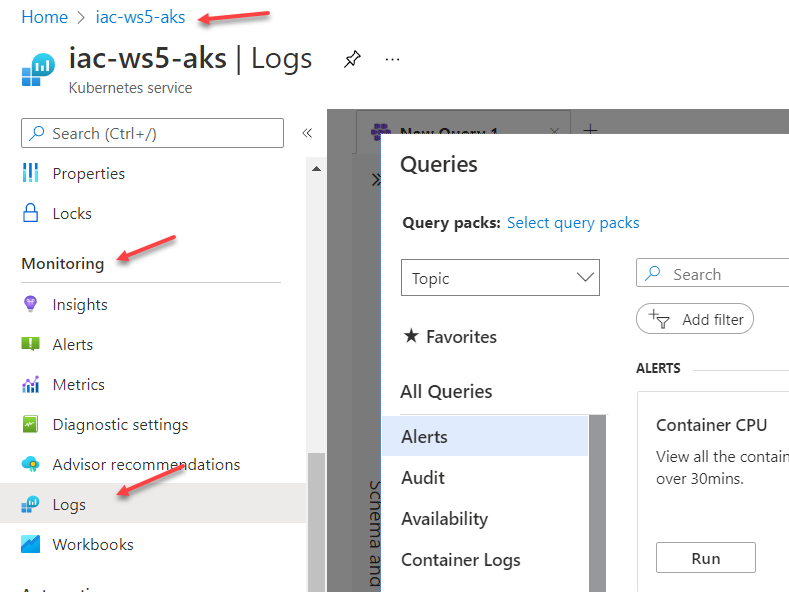 Home > iac-ws5-aks
iac-ws5-aks | Logs
Kubernetes service
Search (Ctrl+/)
Properties
Locks
Monitoring
Insights
Alerts
Metrics
Diagnostic settings
Advisor recommendations
Logs
Workbooks
New Query 1
Schema and
Queries
Query packs: Select query packs
Topic
Search
Add filter
Favorites
All Queries
Alerts
Audit
Availability
Container Logs
ALERTS
Container CPU
View all the contain
over 30mins.
Run